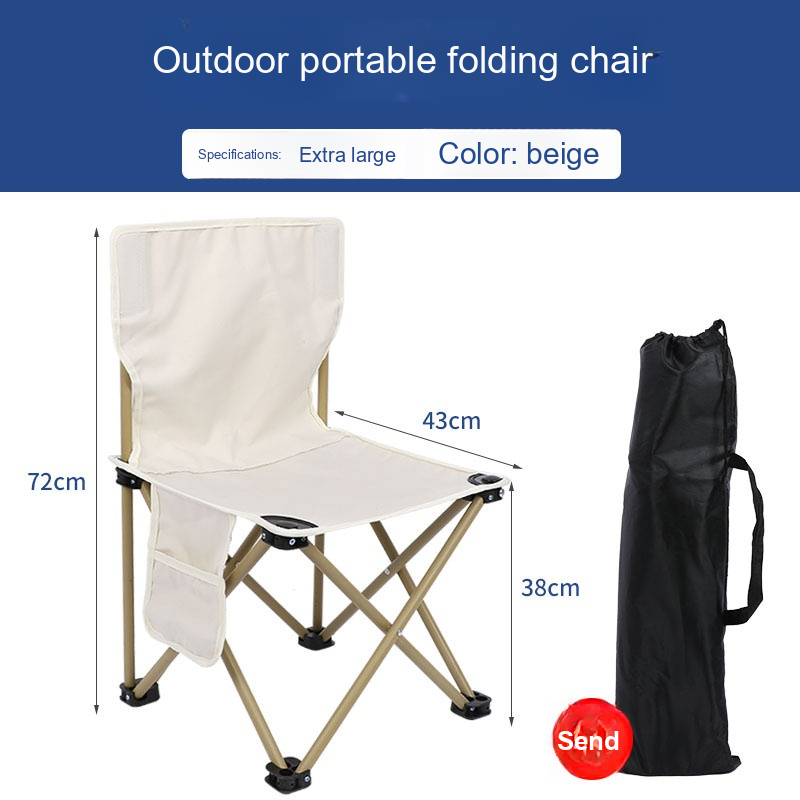 Outdoor portable folding chair
Specifications: Extra large Color: beige
43cm
72cm
38cm
Send